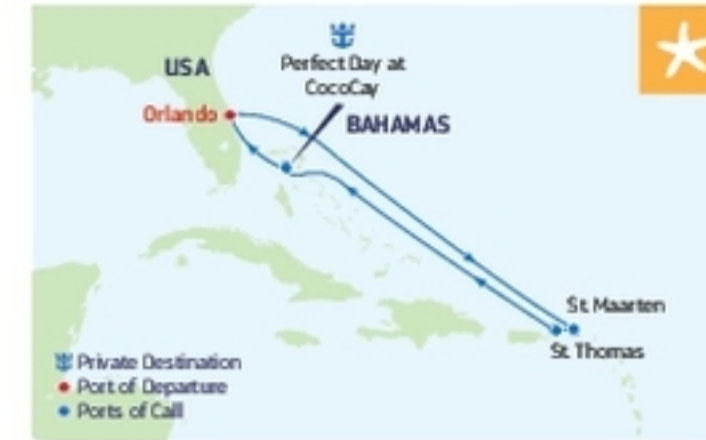 USA
Perfect Day at
CocoCay
Orlando
BAHAMAS
St. Maarten
St. Thomas
Private Destination
Port of Departure
Ports of Call